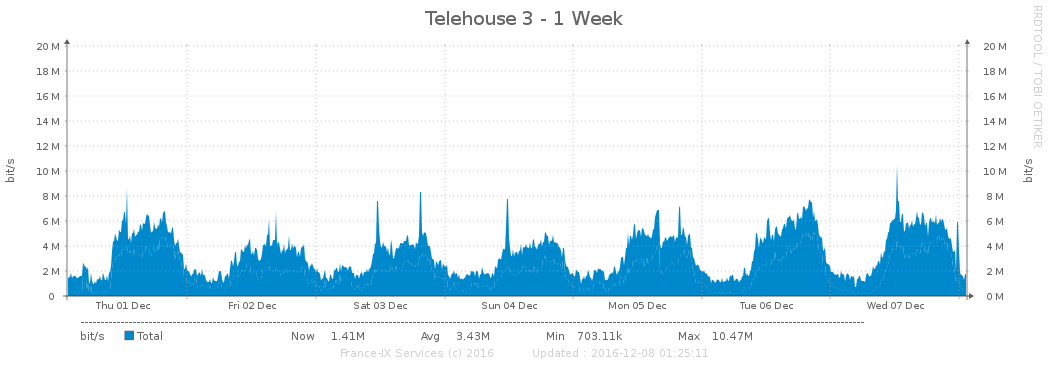 Telehouse 3 - 1 Week
RRDTOOL / TOBI OETIKER
bit/s
20 M 20 M
18 M 18 M
16 M 16 M
14 M 14 M
12 M 12 M
10 M 10 M
8 M 8 M
6 M 6 M
4 M 4 M
2 M 2 M
0 0 M
bit/s
Thu 01 Dec Fri 02 Dec Sat 03 Dec Sun 04 Dec Mon 05 Dec Tue 06 Dec Wed 07 Dec
bit/s Total Now 1.41M Avg 3.43M Min 703.11k Max 10.47M
France-IX Services (c) 2016 Updated : 2016-12-08 01:25:11